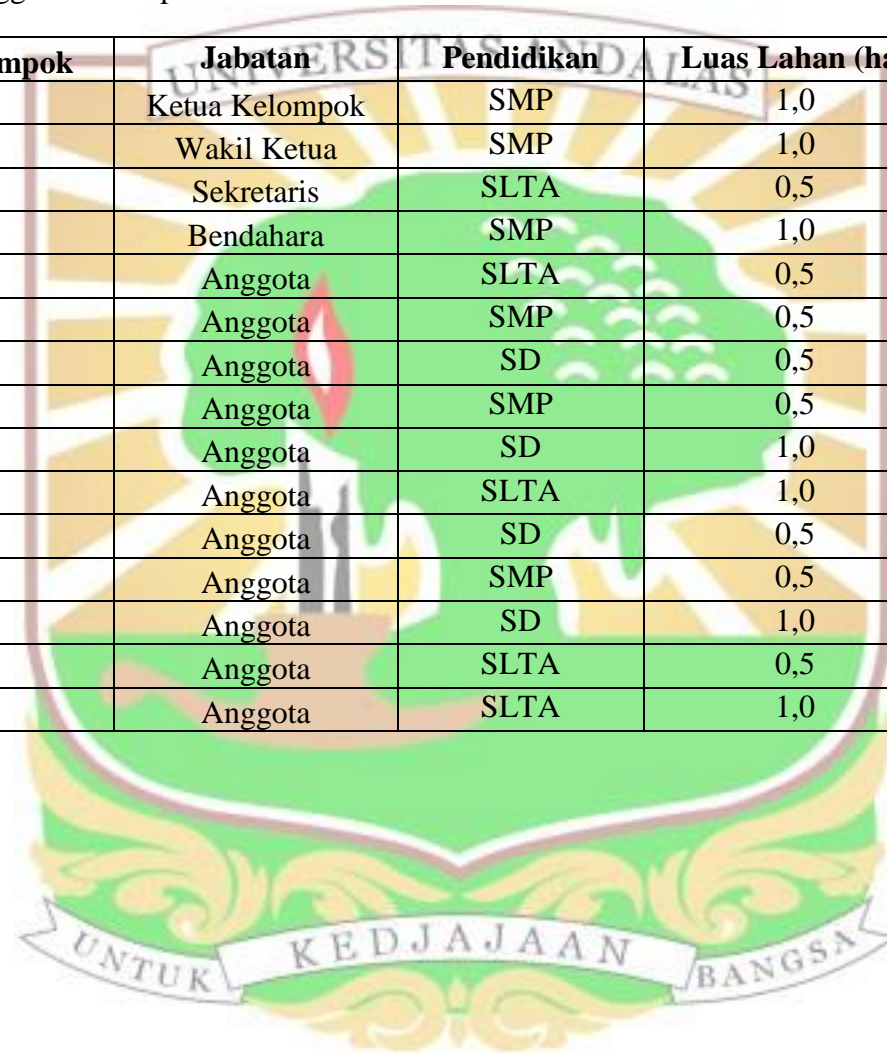 UNIVERSITAS ANDALAS
Jabatan Pendidikan Luas Lahan
Ketua Kelompok SMP 1,0
Wakil Ketua SMP 1,0
Sekretaris SLTA 0,5
Bendahara SMP 1,0
Anggota SLTA 0,5
Anggota SMP 0,5
Anggota SD 0,5
Anggota SMP 0,5
Anggota SD 1,0
Anggota SLTA 1,0
Anggota SD 0,5
Anggota SMP 0,5
Anggota SD 1,0
Anggota SLTA 0,5
Anggota SLTA 1,0
UNTUK KEDJAJAAN BANGSA